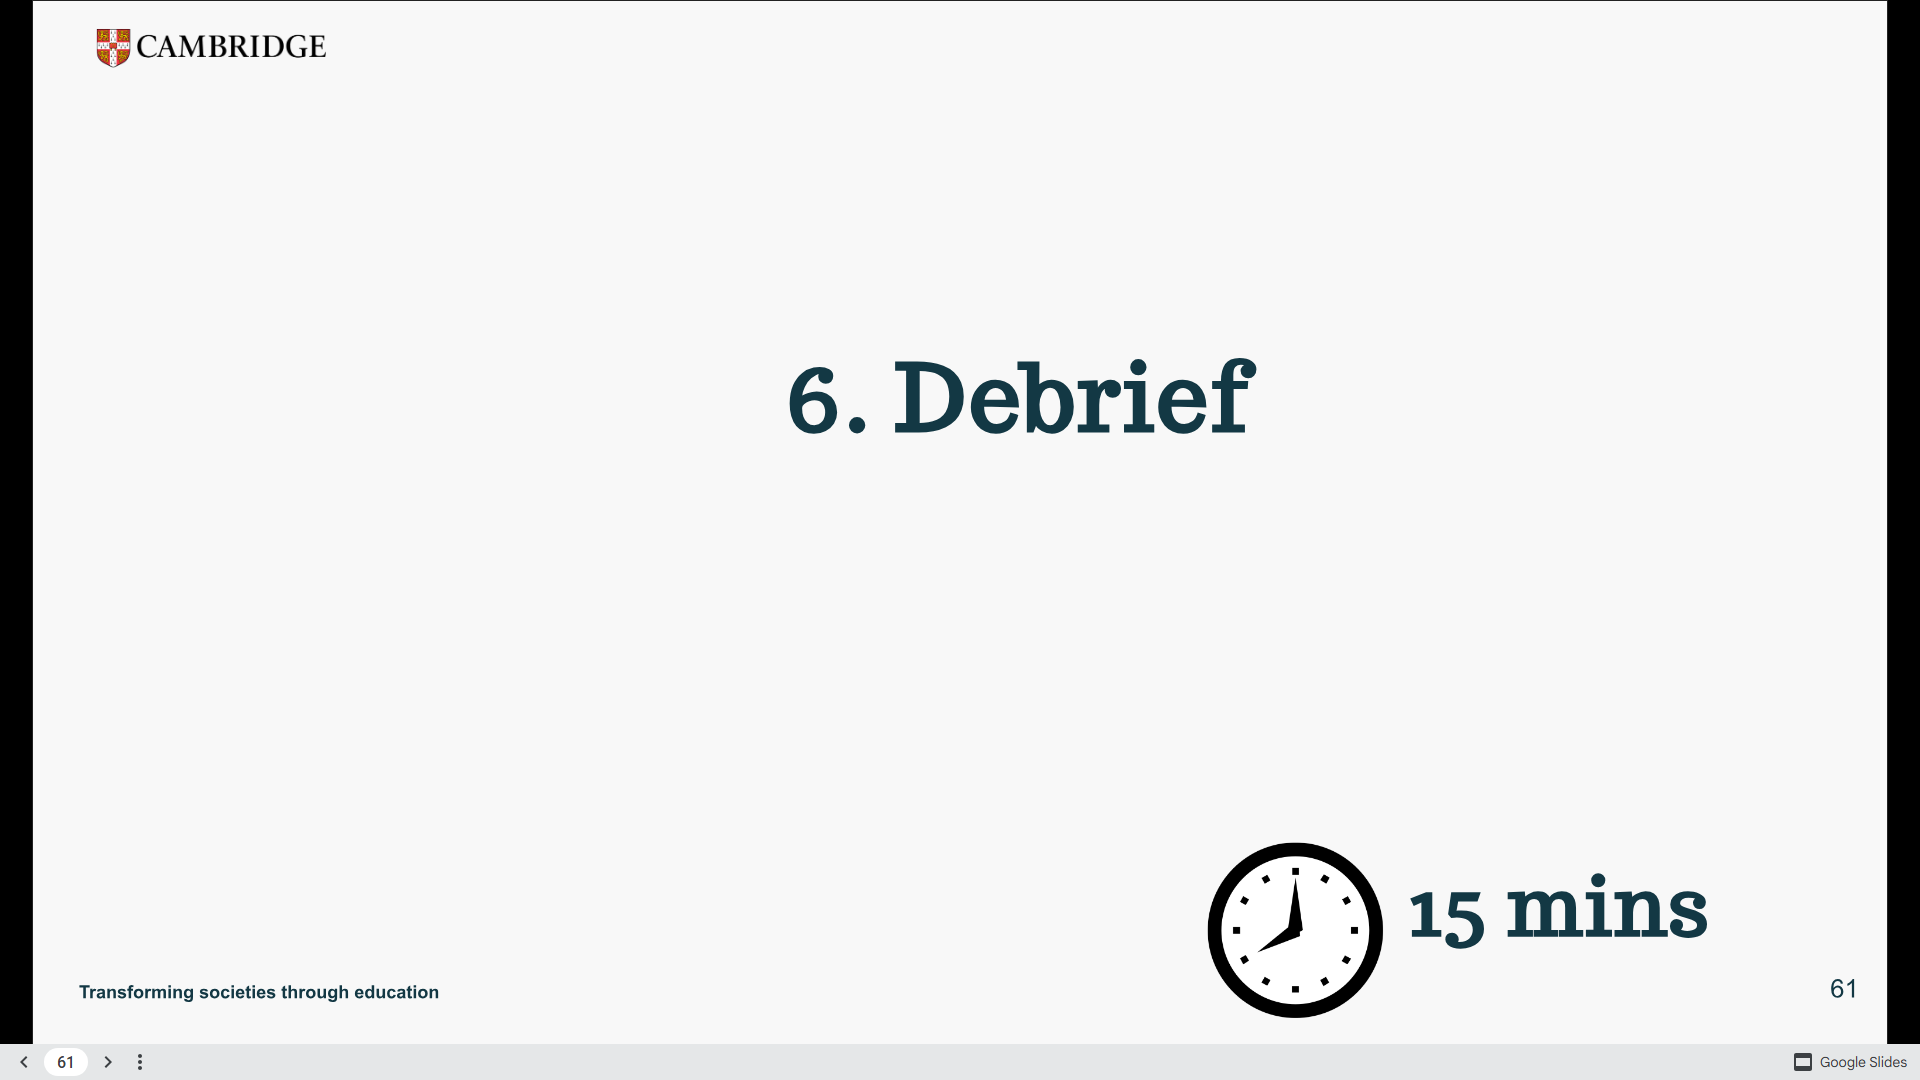 CAMBRIDGE
6. Debrief
15 mins
Transforming societies through education
61
61
Google Slides